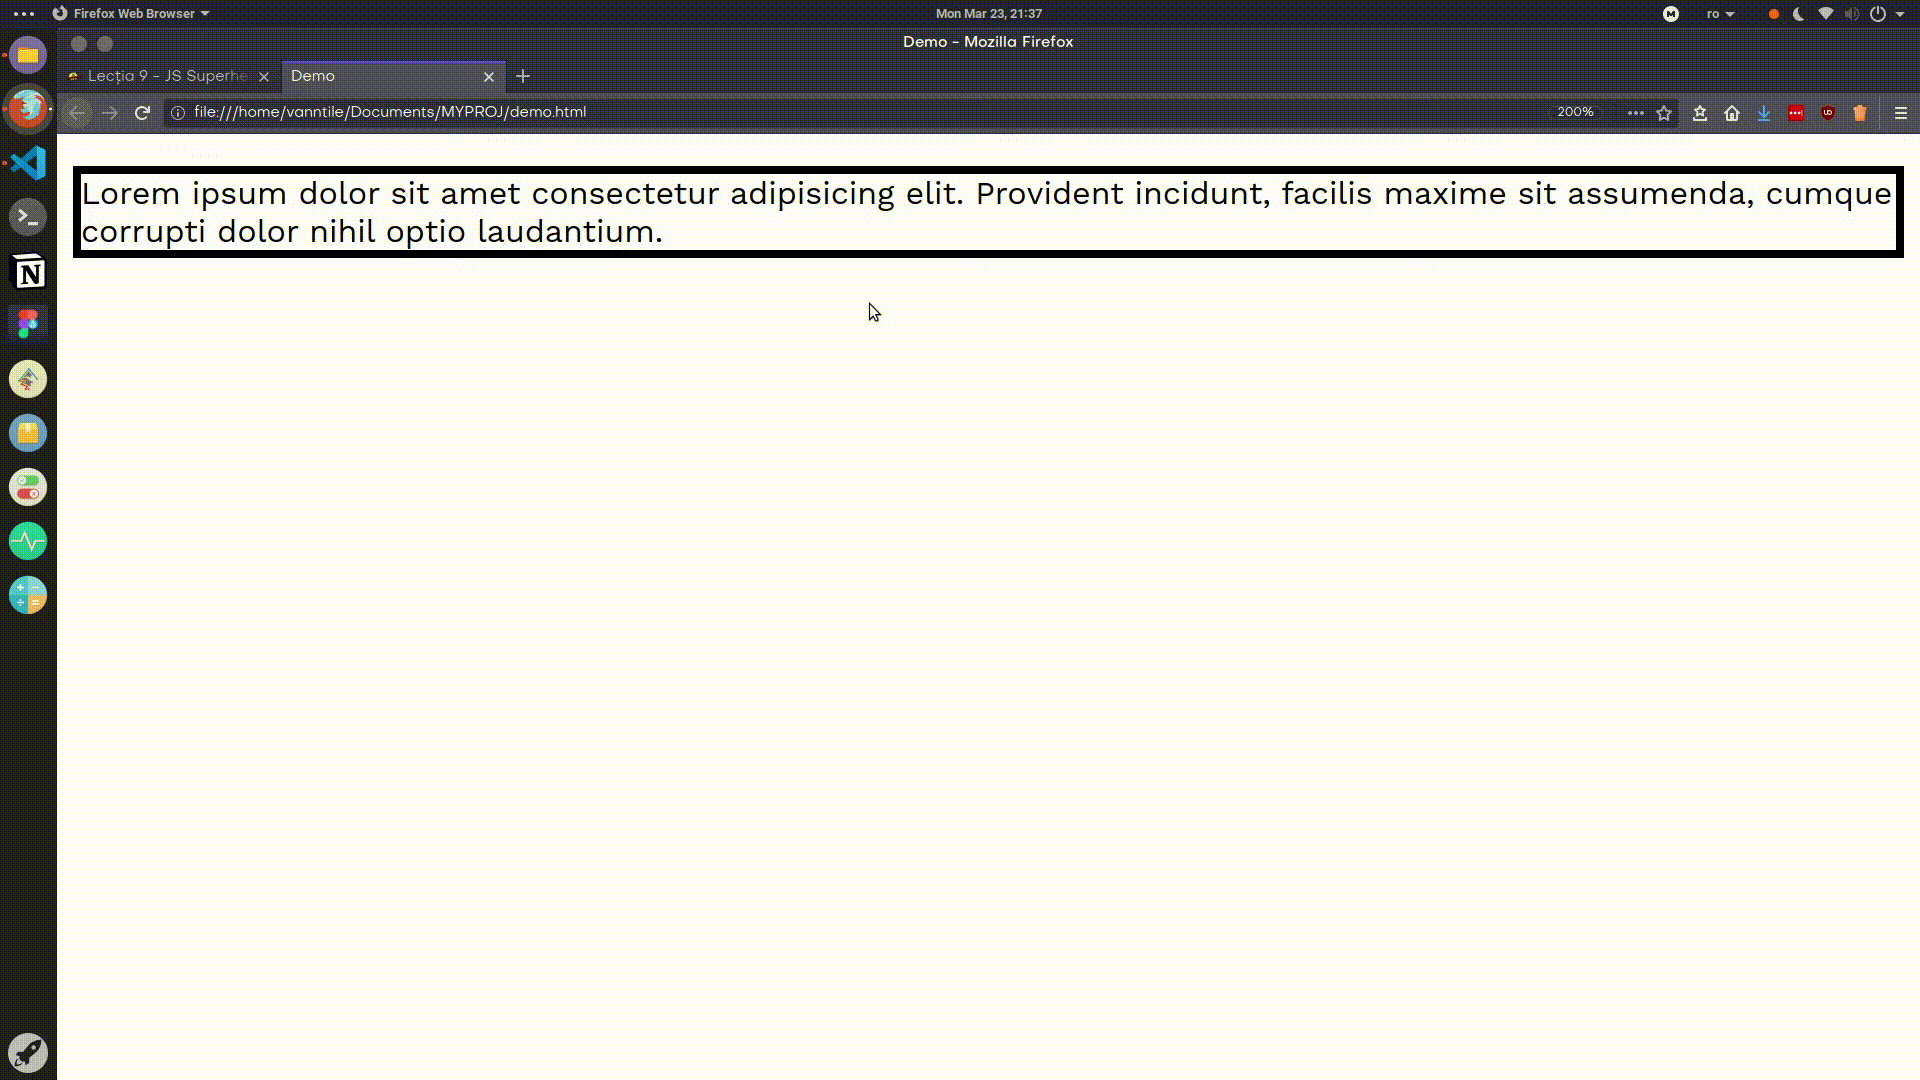 Firefox Web Browser
Mon Mar 23, 21:37
ro
Demo - Mozilla Firefox
Lecția 9 - JS Superhe
Demo
file:///home/vanntile/Documents/MYPROJ/demo.html
200%
Lorem ipsum dolor sit amet consectetur adipisicing elit. Provident incidunt, facilis maxime sit assumenda, cumque
corrupti dolor nihil optio laudantium.